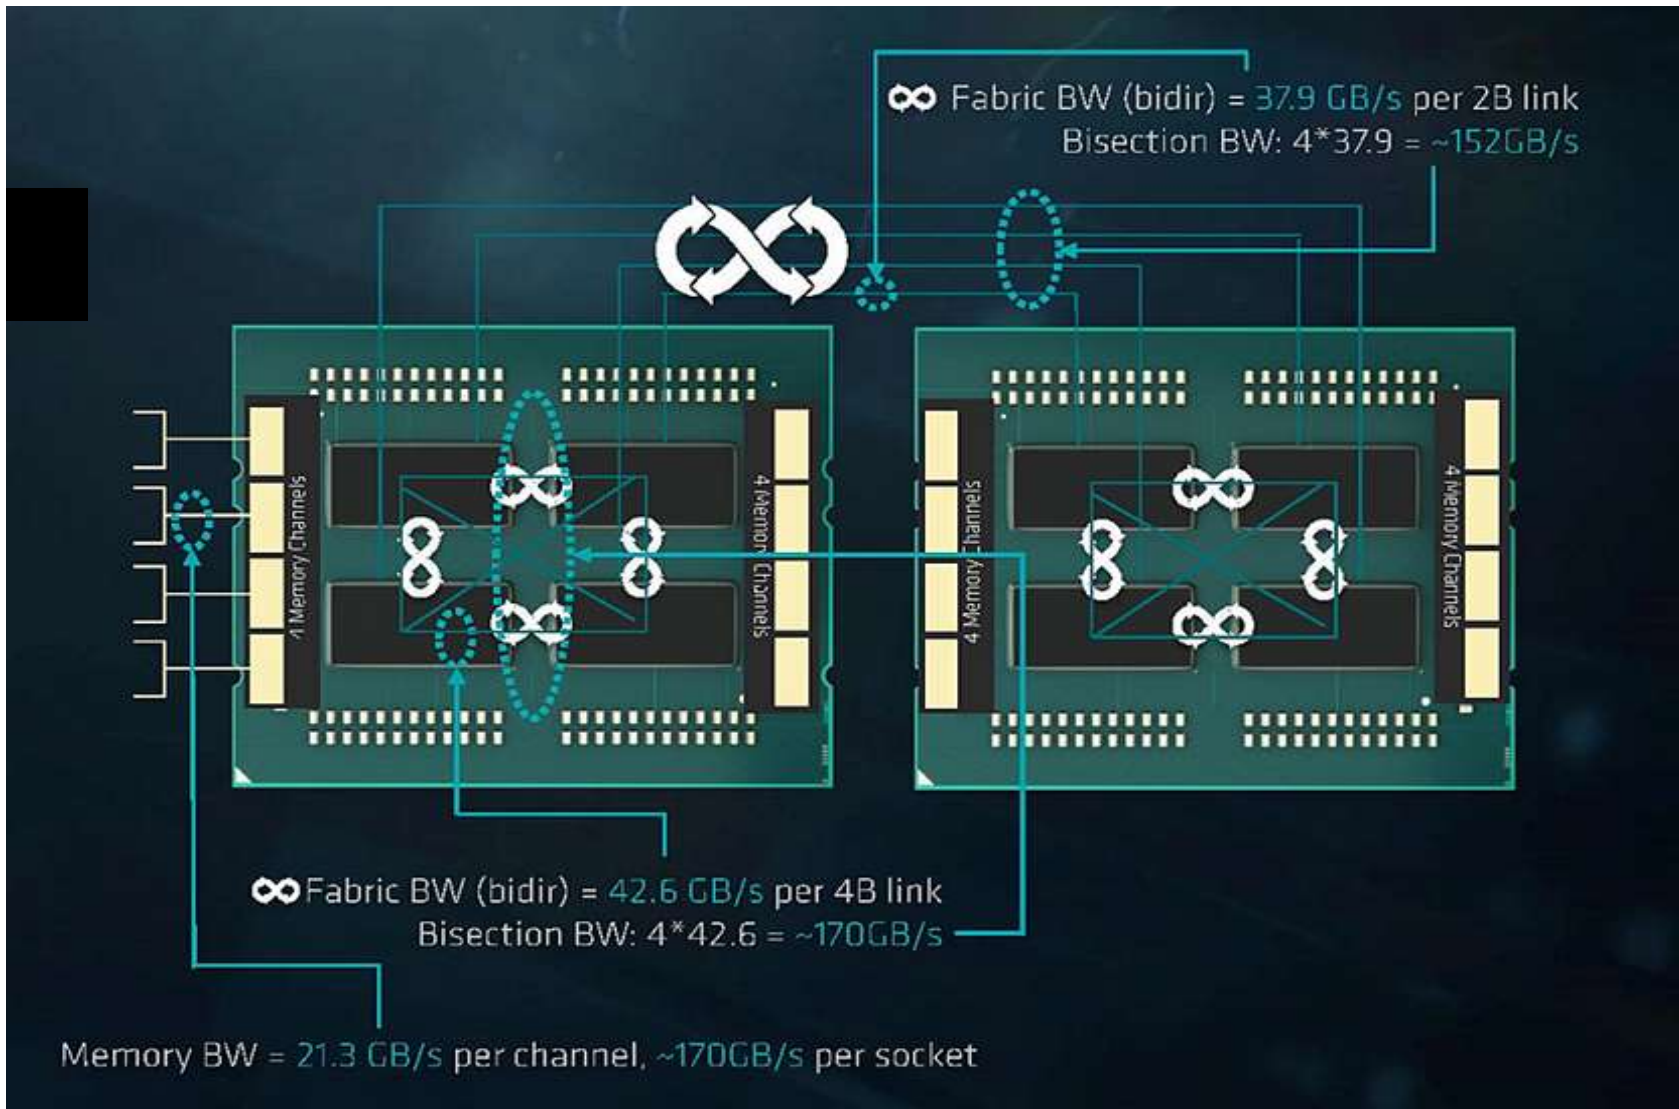 Fabric BW (bidir) = 37.9 GB/s per 2B link
Bisection BW: 4*37.9 = ~152GB/s
4 Memory Channels
4 Memory Channels
4 Memory Channels
4 Memory Channels
Fabric BW (bidir) = 42.6 GB/s per 4B link
Bisection BW: 4*42.6 = ~170GB/s
Memory BW = 21.3 GB/s per channel, ~170GB/s per socket